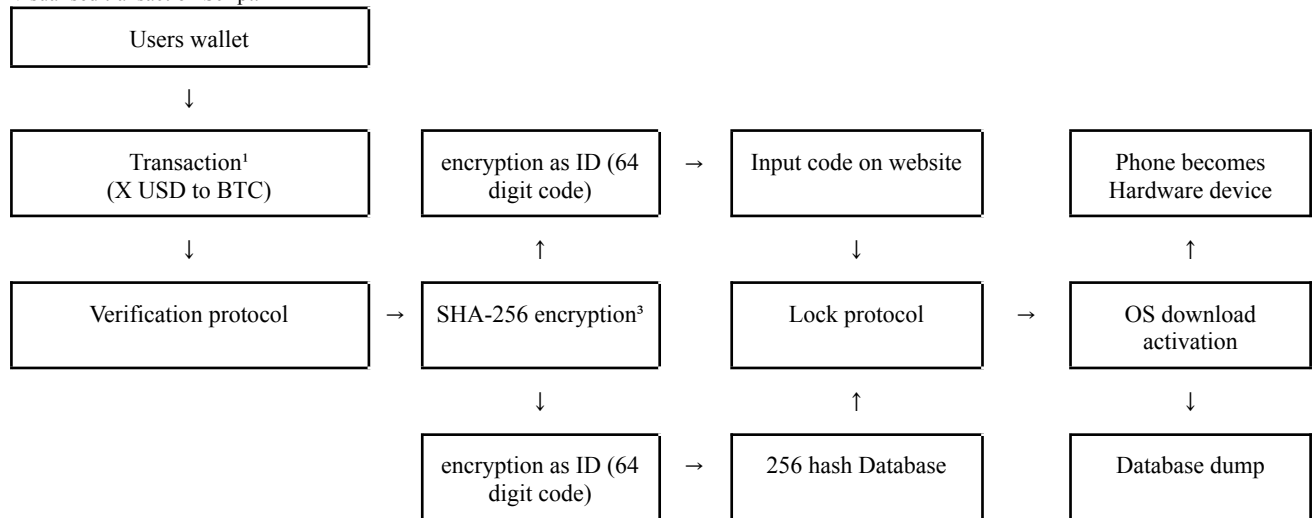 Users wallet
↓
Transaction¹
(X USD to BTC)
encryption as ID (64
digit code)
→
Input code on website
Phone becomes
Hardware device
↓
↑
↓
↑
Verification protocol
→
SHA-256 encryption³
Lock protocol
→
OS download
activation
↓
↑
↓
encryption as ID (64
digit code)
→
256 hash Database
Database dump